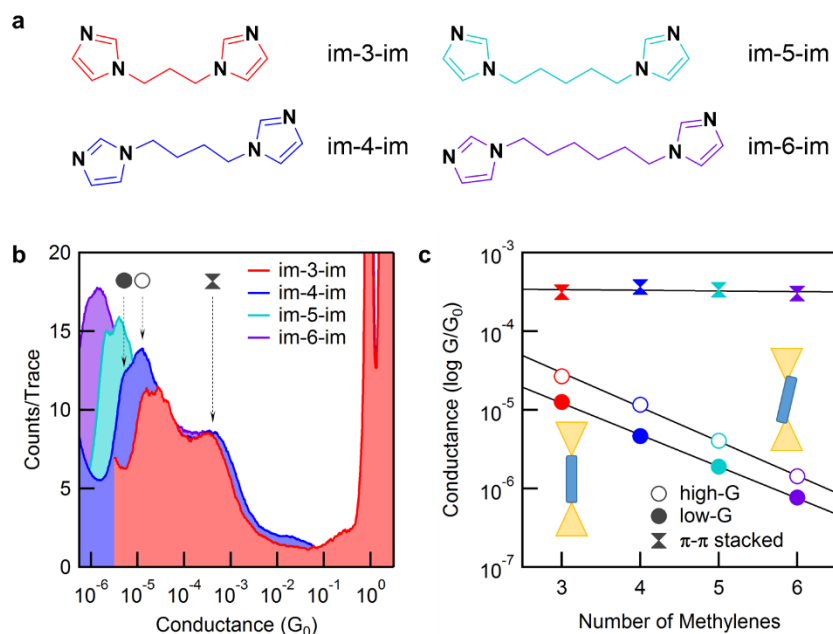 a
N N N N
im-3-im
N N N N
im-5-im
N N N N
im-4-im
N N N N
im-6-im
b
20
15
10
5
0
Counts/Trace
im-3-im
im-4-im
im-5-im
im-6-im
10⁻⁶ 10⁻⁵ 10⁻⁴ 10⁻³ 10⁻² 10⁻¹ 10⁰
Conductance (G₀)
c
10⁻³
10⁻⁴
10⁻⁵
10⁻⁶
10⁻⁷
Conductance (log G/G₀)
high-G
low-G
π-π stacked
3 4 5 6
Number of Methylenes